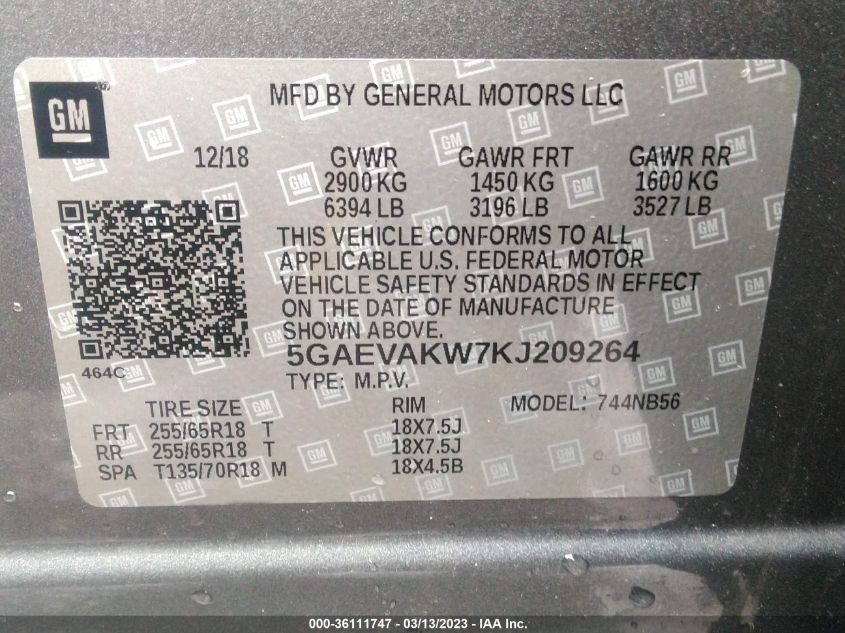 GM
MFD BY GENERAL MOTORS LLC
12/18 GVWR GAWR FRT GAWR RR
2900 KG 1450 KG 1600 KG
6394 LB 3196 LB 3527 LB
THIS VEHICLE CONFORMS TO ALL
APPLICABLE U.S. FEDERAL MOTOR
VEHICLE SAFETY STANDARDS IN EFFECT
ON THE DATE OF MANUFACTURE
SHOWN ABOVE.
5GAEVAKW7KJ209264
464C
TYPE: M.P.V.
TIRE SIZE RIM MODEL: 744NB56
FRT 255/65R18 T 18X7.5J
RR 255/65R18 T 18X7.5J
SPA T135/70R18 M 18X4.5B
000-36111747 - 03/13/2023 - IAA Inc.